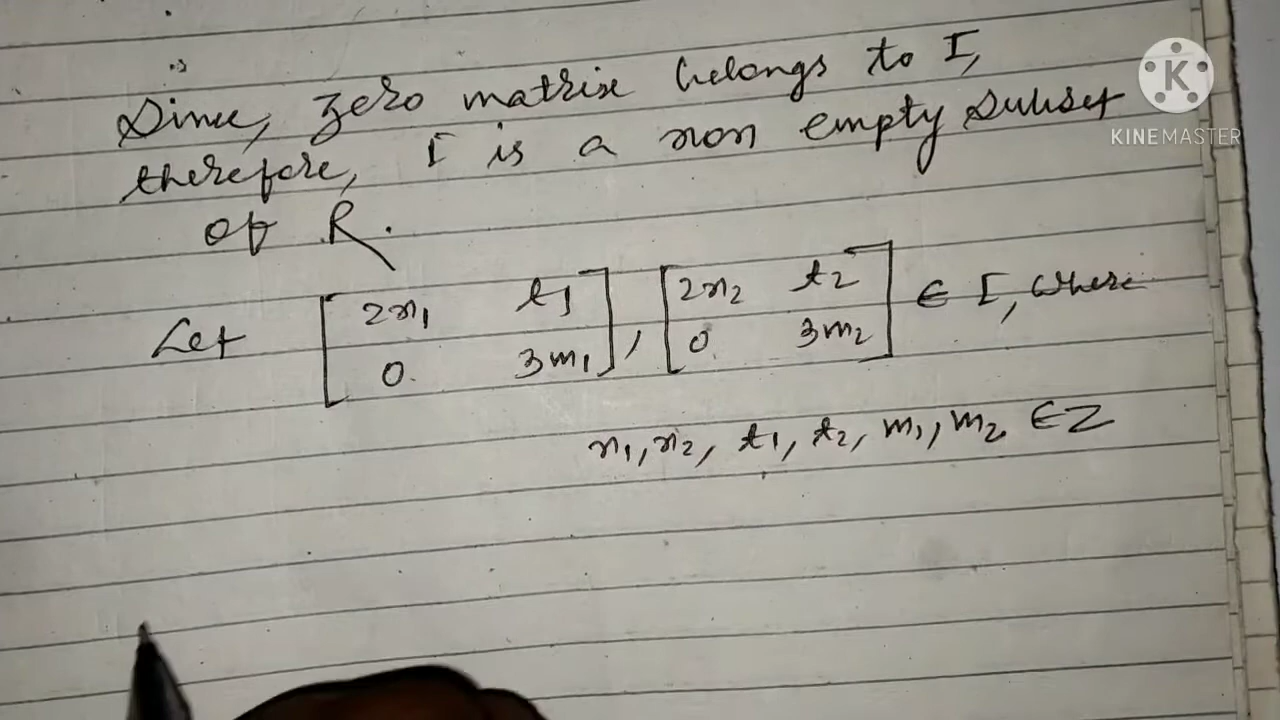 Since, zero matrix belongs to I,
therefore, I is a non empty subset
of R.
Let [2n₁ t₁ 0 3m₁], [2n₂ t₂ 0 3m₂] ∈ I, where
n₁, n₂, t₁, t₂, m₁, m₂ ∈ Z
K
KINEMASTER